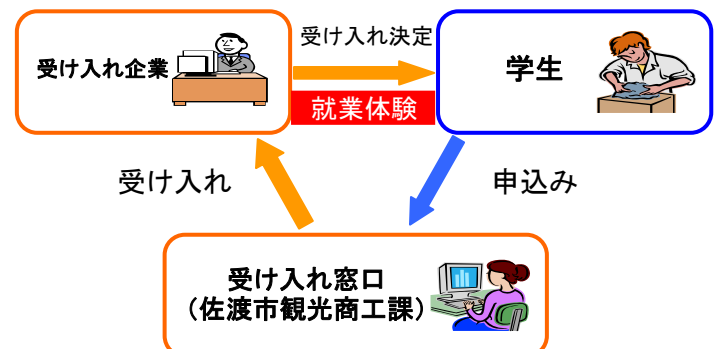 受け入れ決定
受け入れ企業
学生
就業体験
受け入れ
申込み
受け入れ窓口
（佐渡市観光商工課）